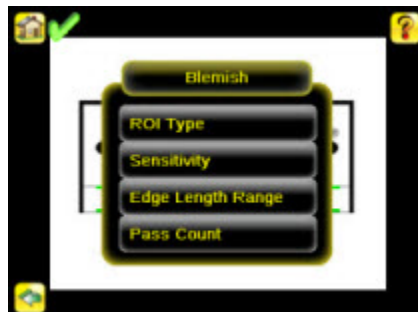 Blemish
ROI Type
Sensitivity
Edge Length Range
Pass Count